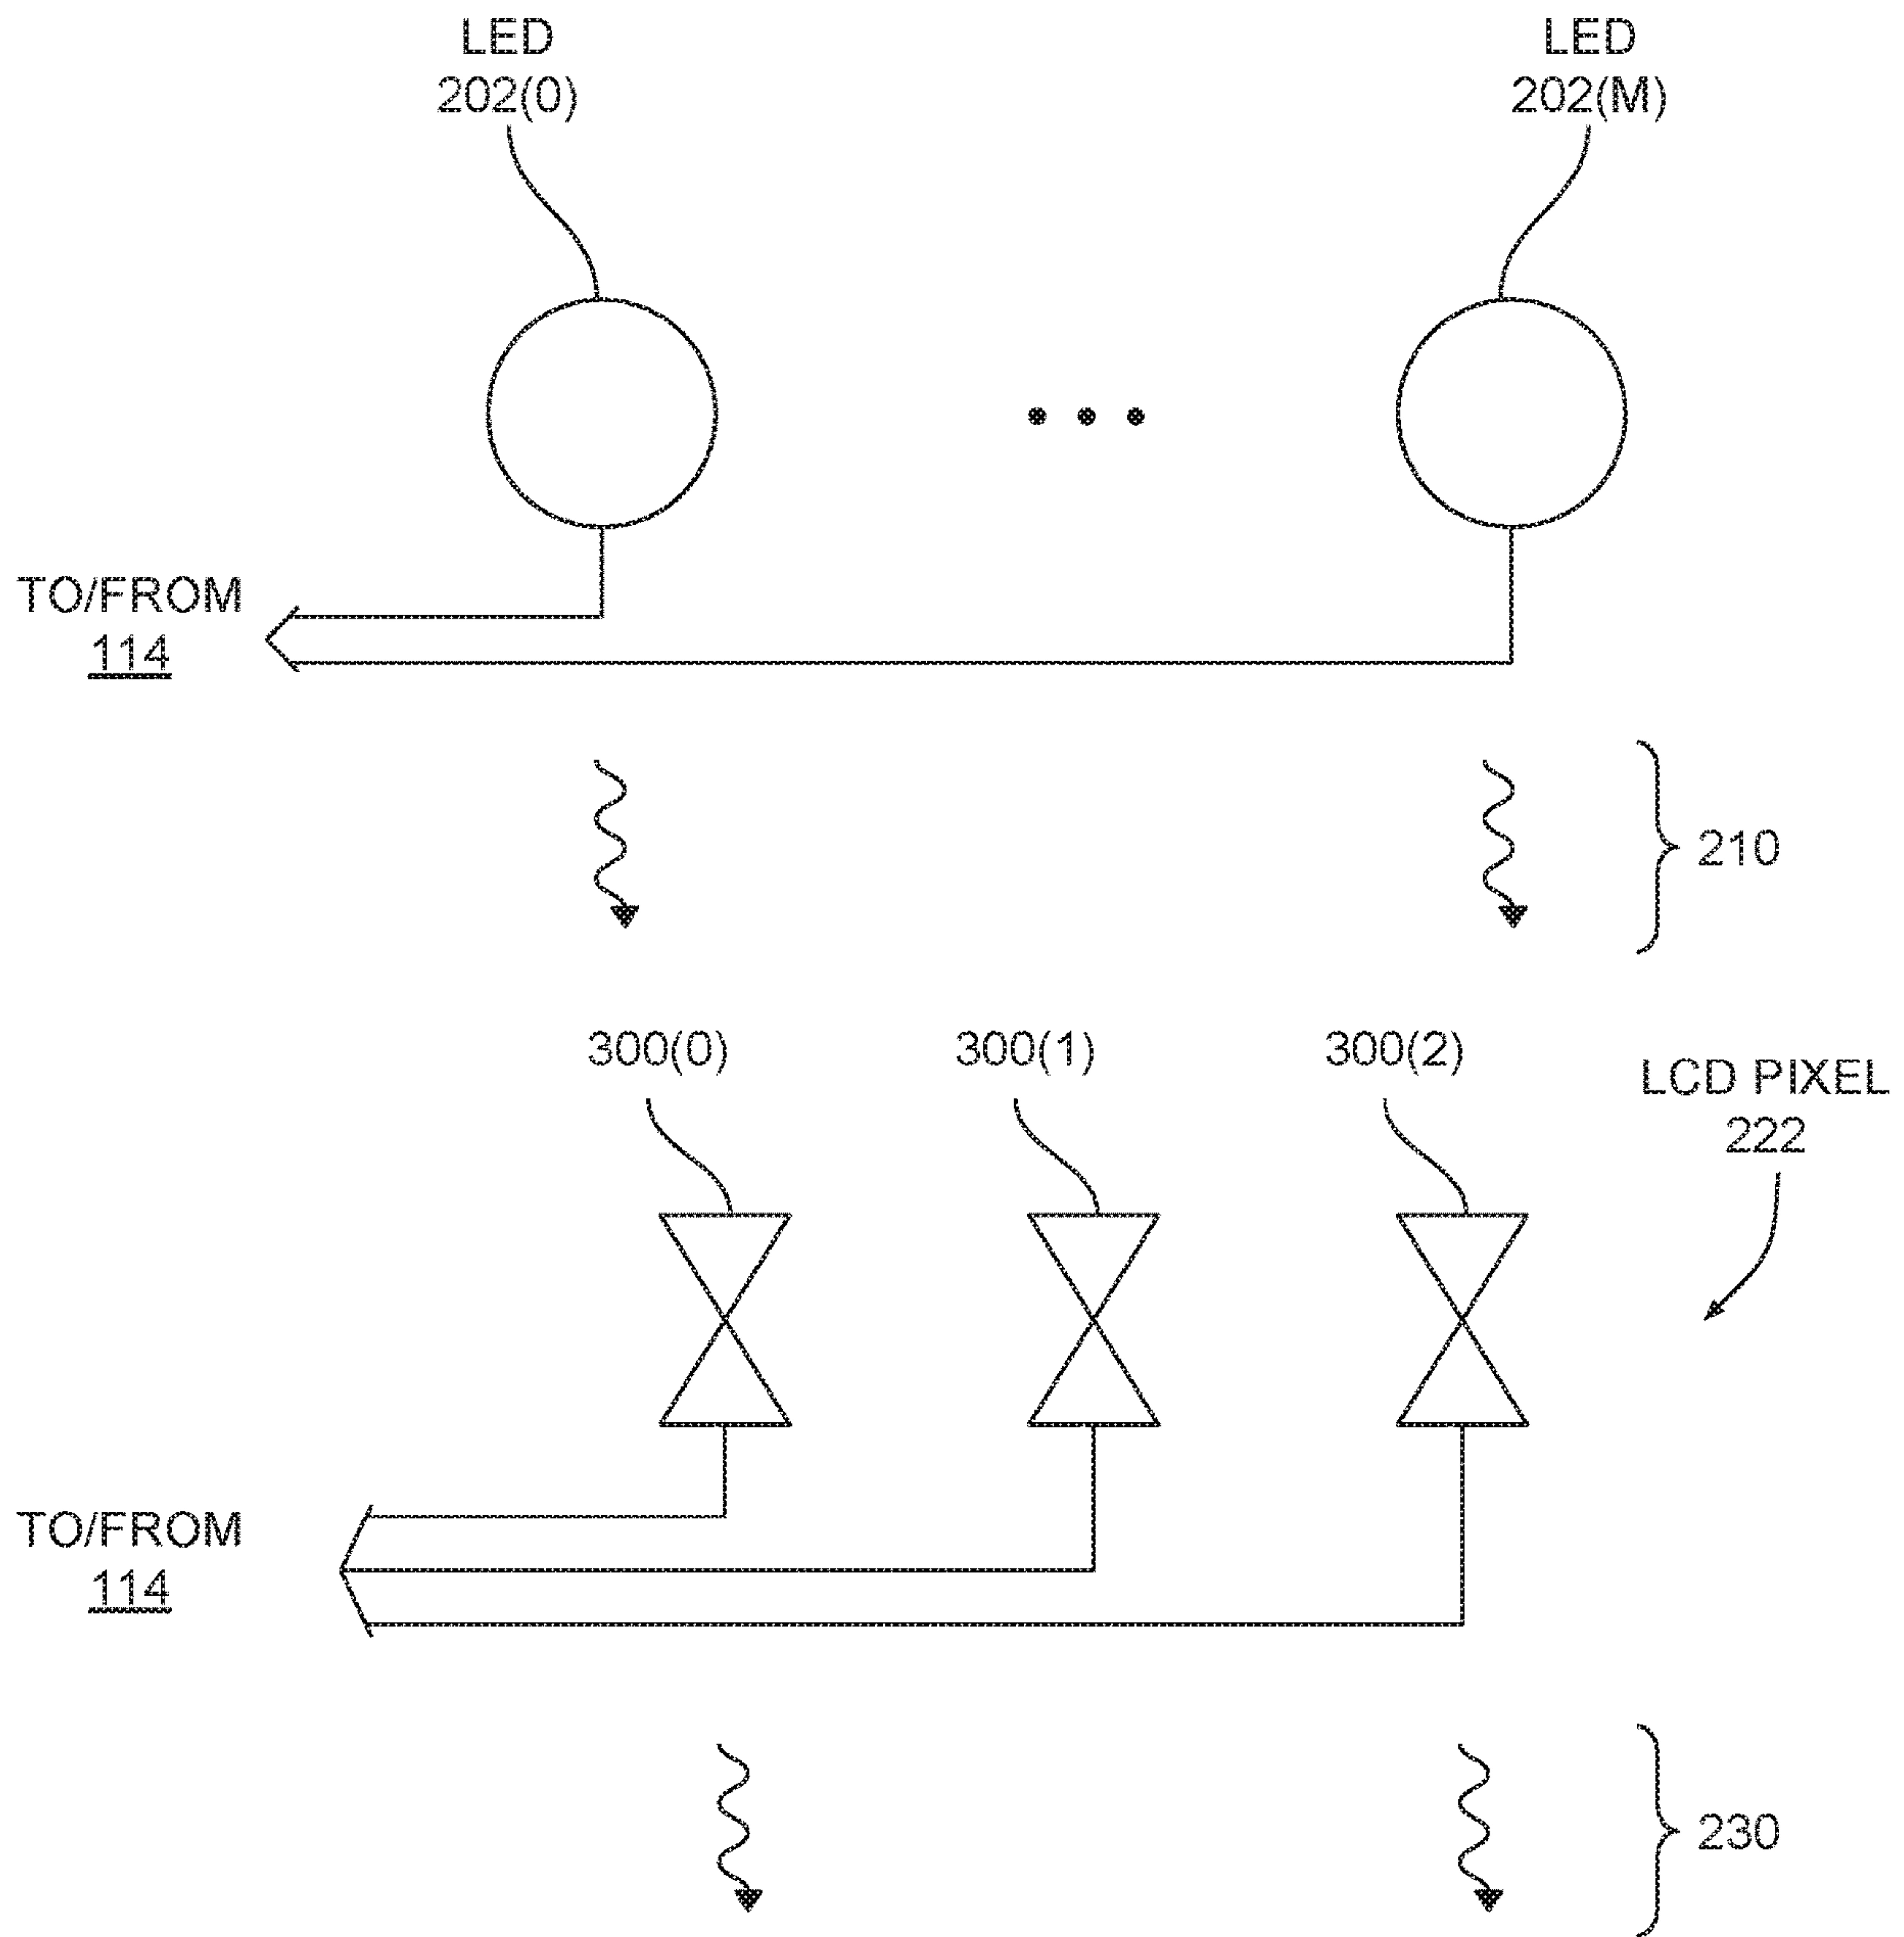 LED
202(0)
LED
202(M)
TO/FROM
114
210
300(0)
300(1)
300(2)
LCD PIXEL
222
TO/FROM
114
230